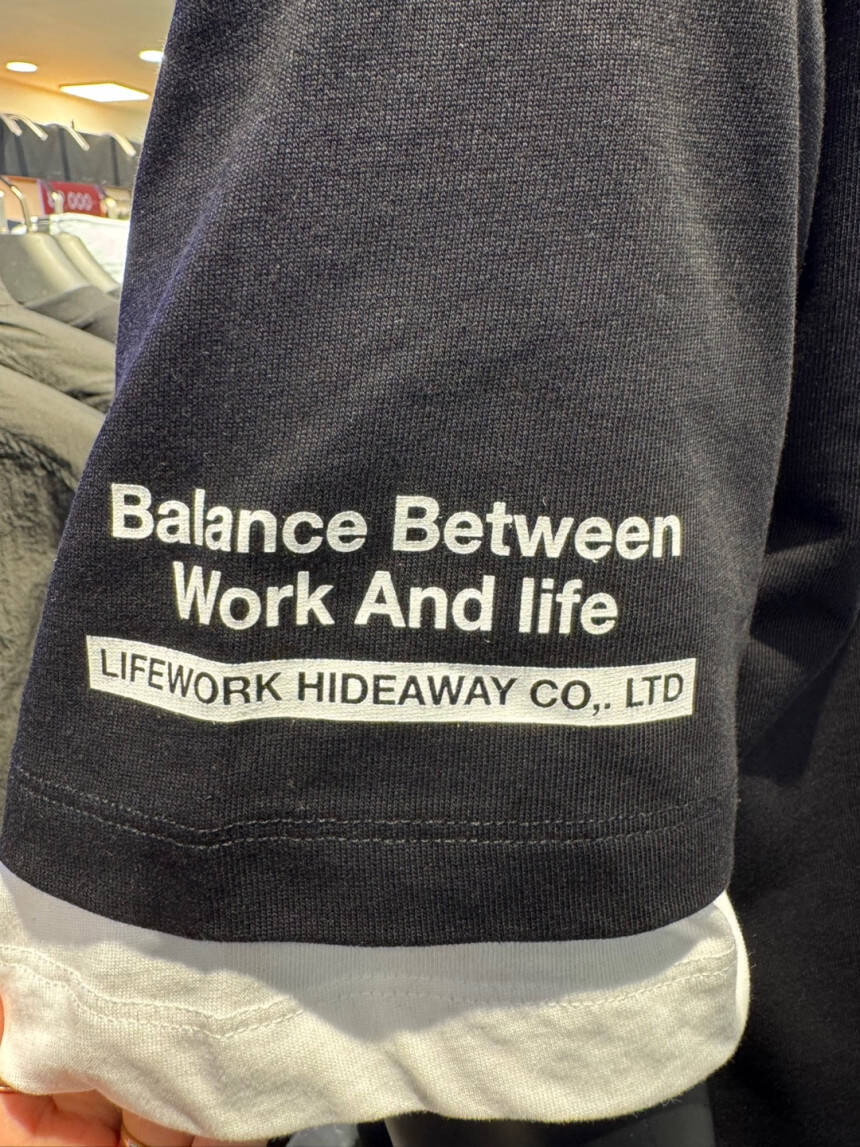 Balance Between
Work And life
LIFEWORK HIDEAWAY CO,. LTD